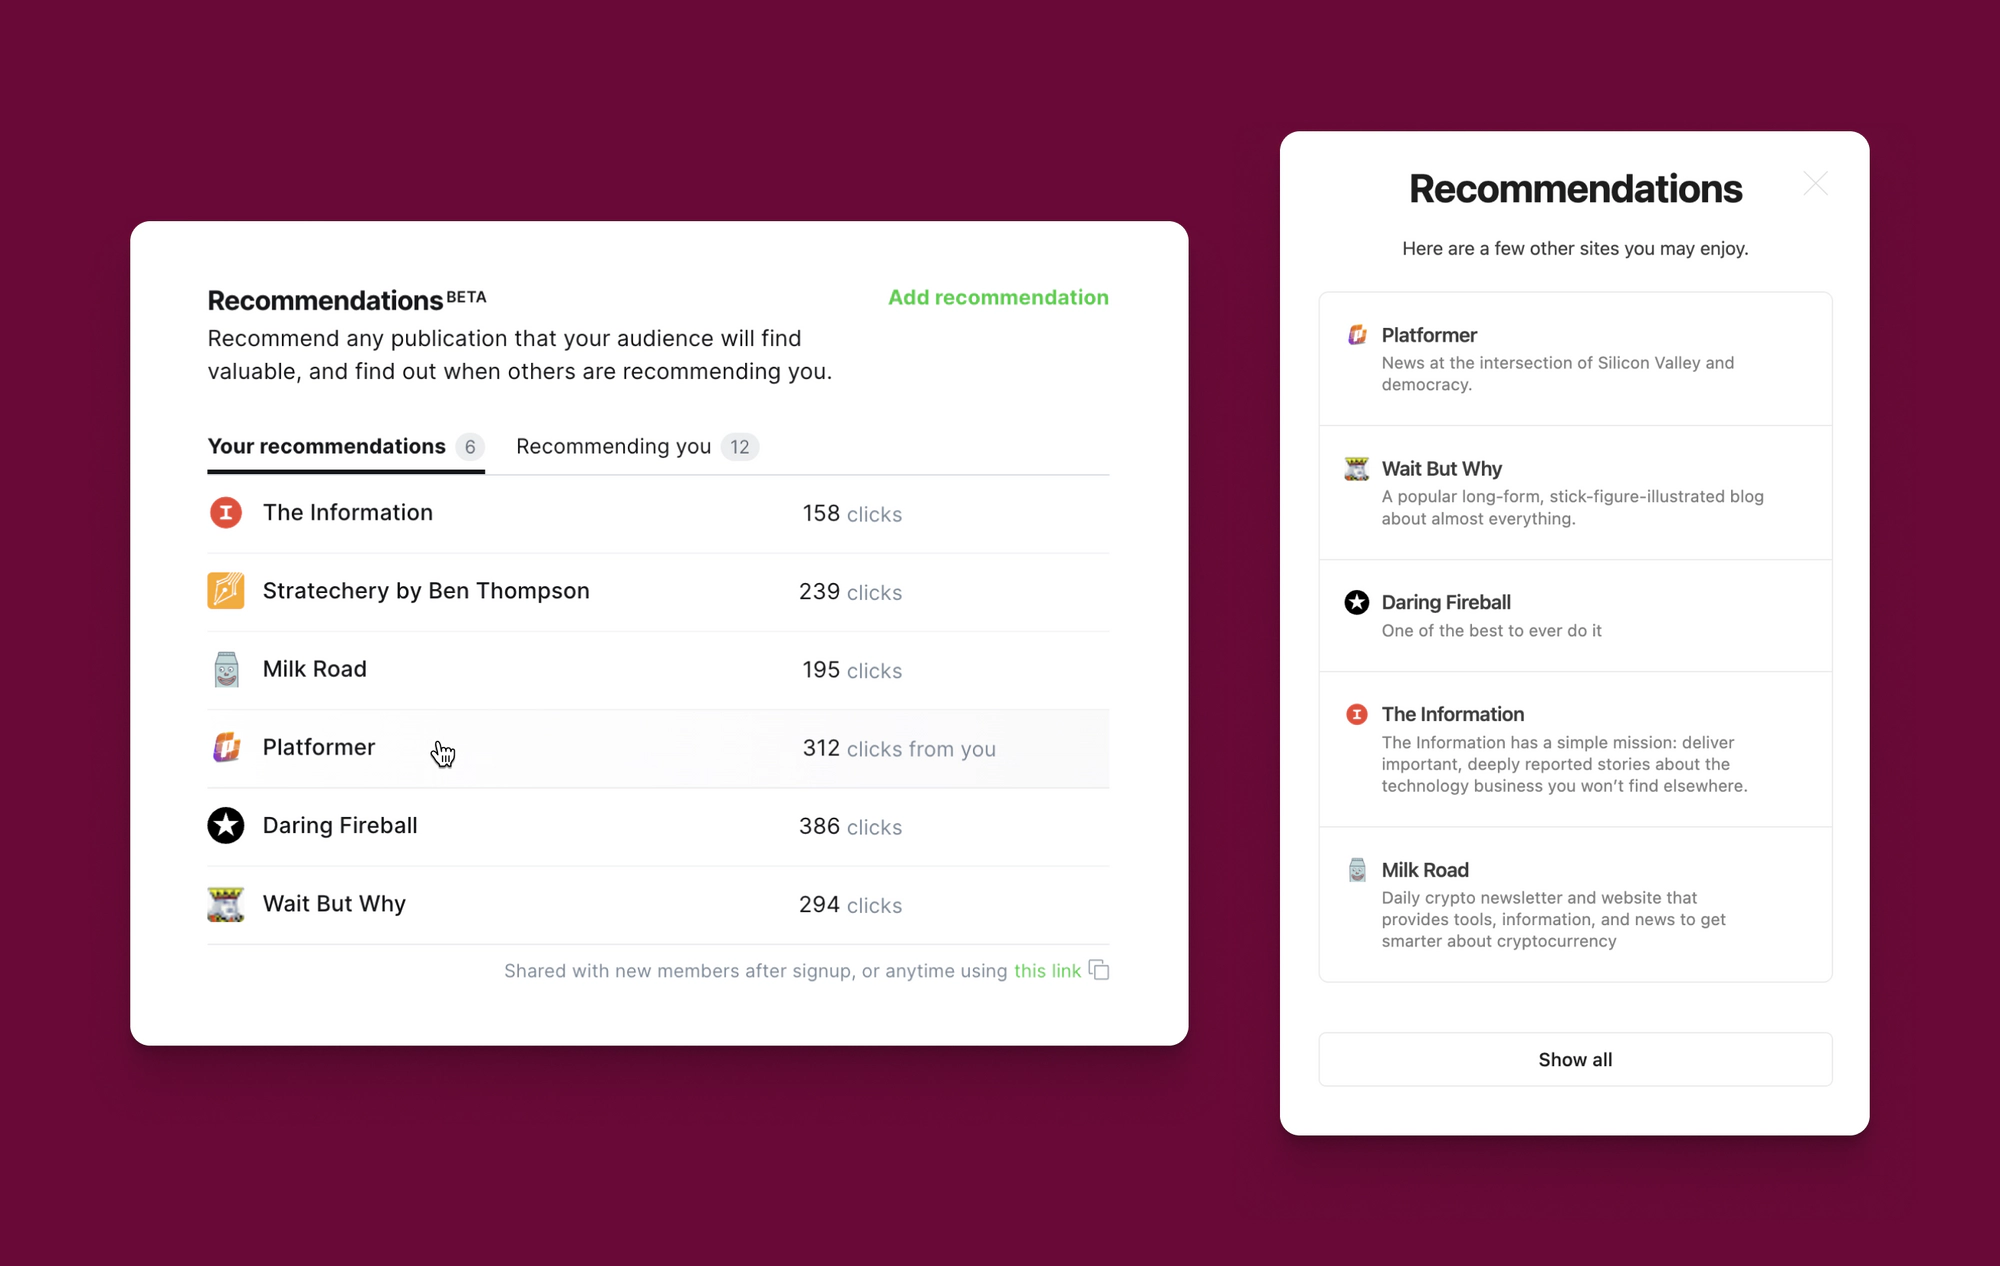 Recommendations BETA
Add recommendation
Recommend any publication that your audience will find
valuable, and find out when others are recommending you.
Your recommendations 6
Recommending you 12
The Information 158 clicks
Stratechery by Ben Thompson 239 clicks
Milk Road 195 clicks
Platformer 312 clicks from you
Daring Fireball 386 clicks
Wait But Why 294 clicks
Shared with new members after signup, or anytime using this link
Recommendations
Here are a few other sites you may enjoy.
Platformer
News at the intersection of Silicon Valley and
democracy.
Wait But Why
A popular long-form, stick-figure-illustrated blog
about almost everything.
Daring Fireball
One of the best to ever do it
The Information
The Information has a simple mission: deliver
important, deeply reported stories about the
technology business you won’t find elsewhere.
Milk Road
Daily crypto newsletter and website that
provides tools, information, and news to get
smarter about cryptocurrency
Show all